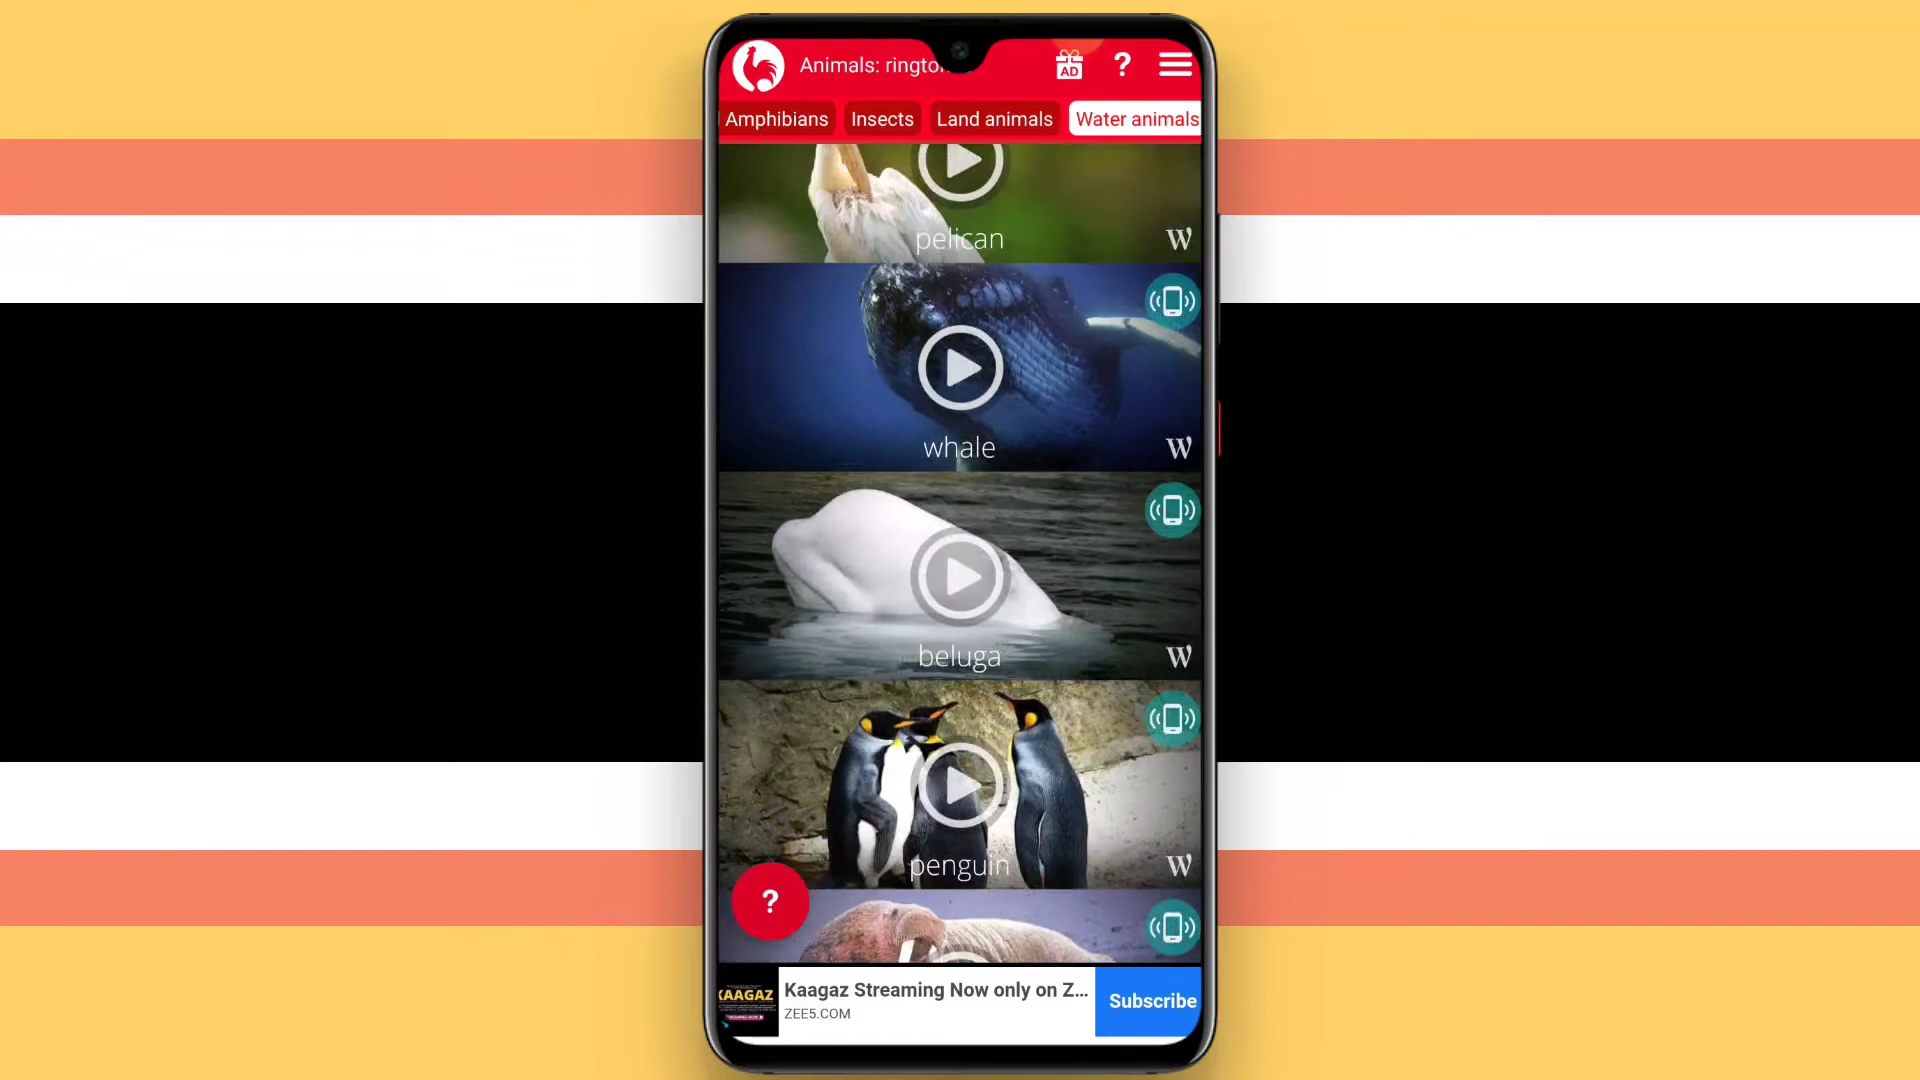 Animals: ringto
AD
?
Amphibians
Insects
Land animals
Water animals
pelican
W
whale
W
beluga
W
penguin
W
?
KAAGAZ
Kaagaz Streaming Now only on Z...
ZEE5.COM
Subscribe